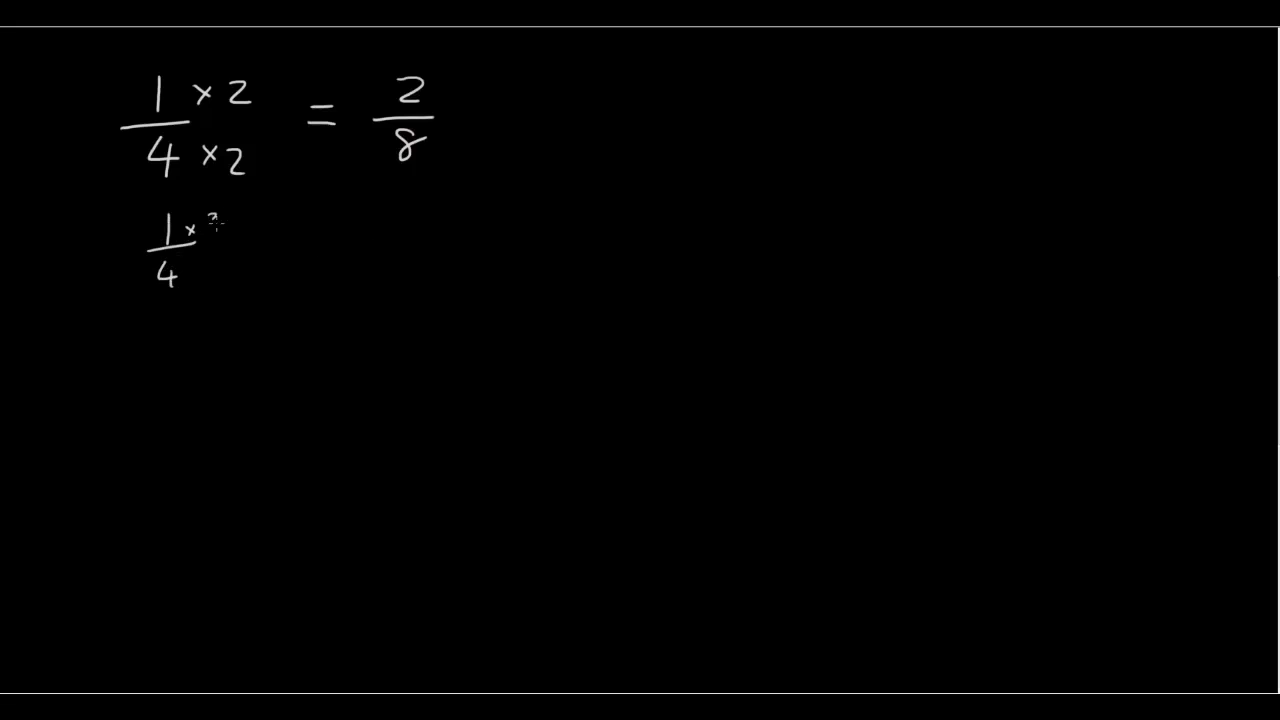 1 × 2 / 4 × 2 = 2 / 8
1 × / 4